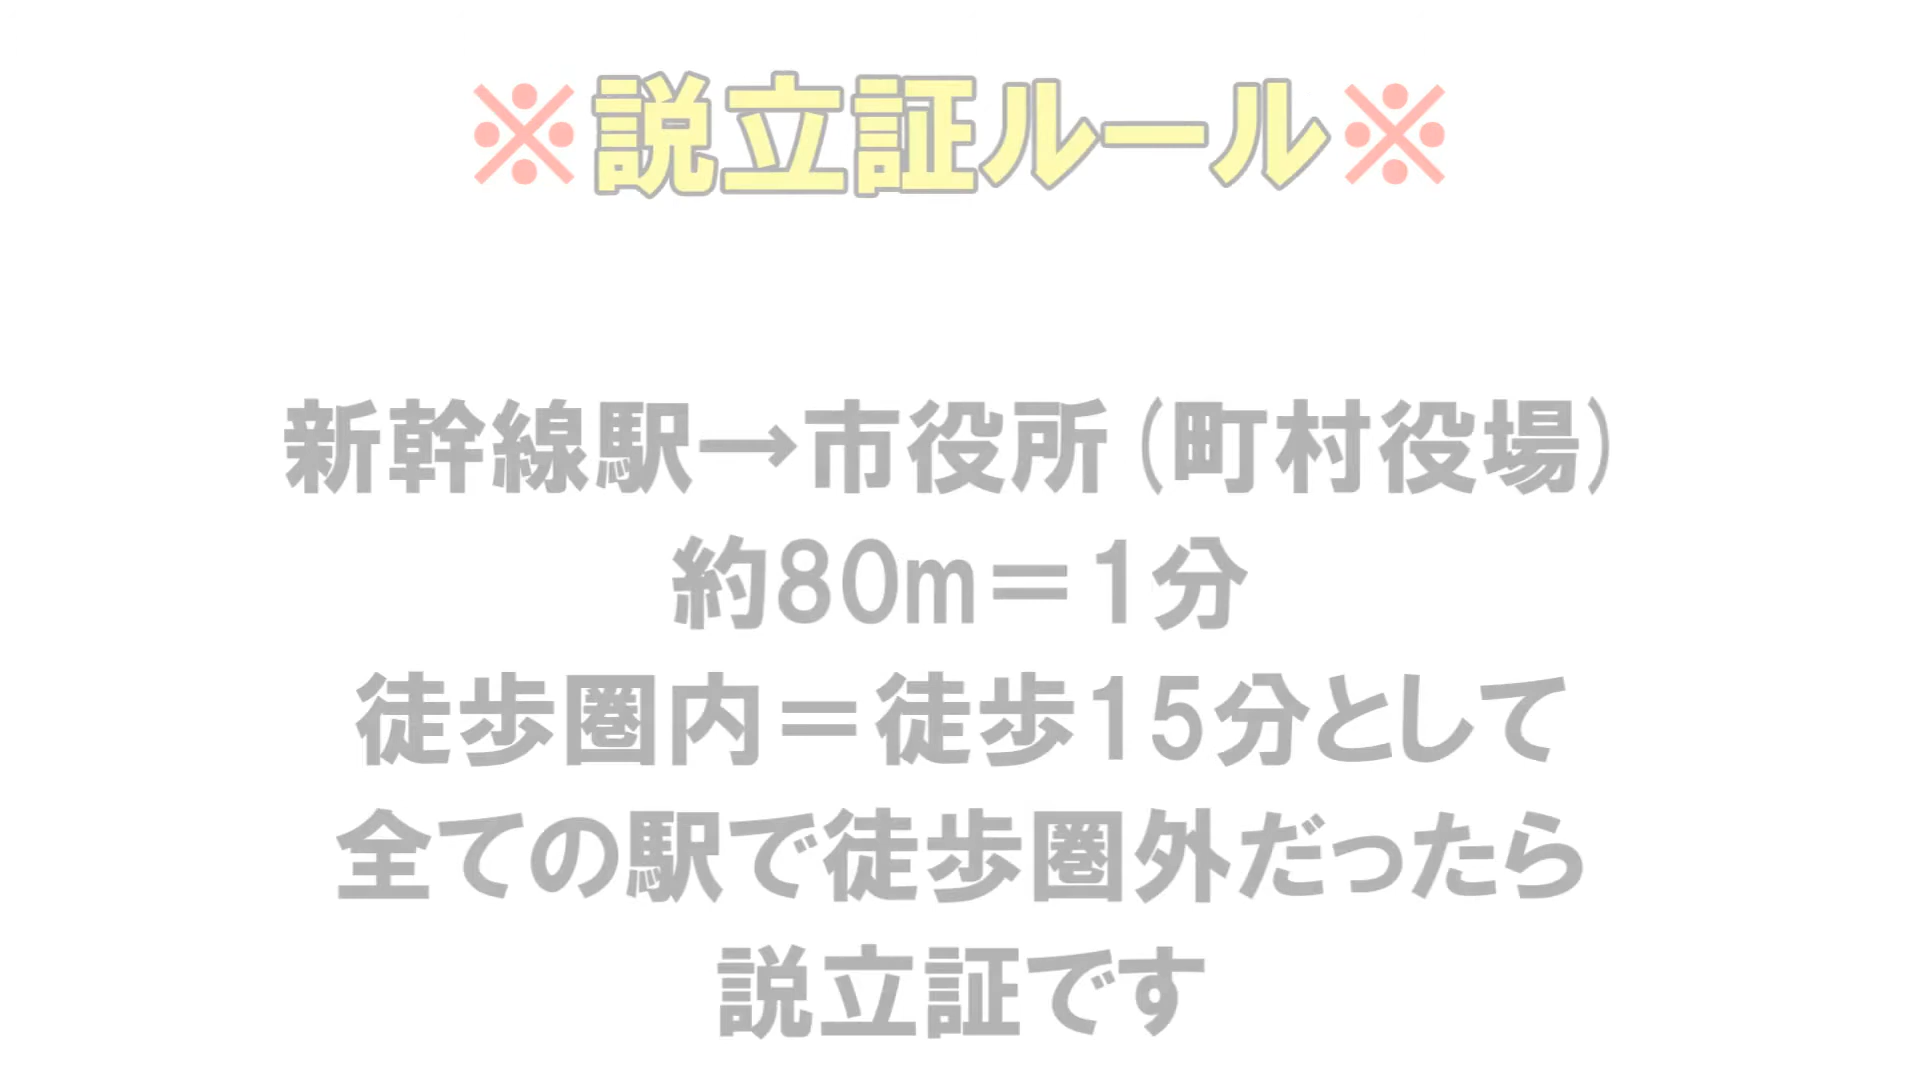 ※説立証ルール※
新幹線駅→市役所(町村役場)
約80m＝1分
徒歩圏内＝徒歩15分として
全ての駅で徒歩圏外だったら
説立証です